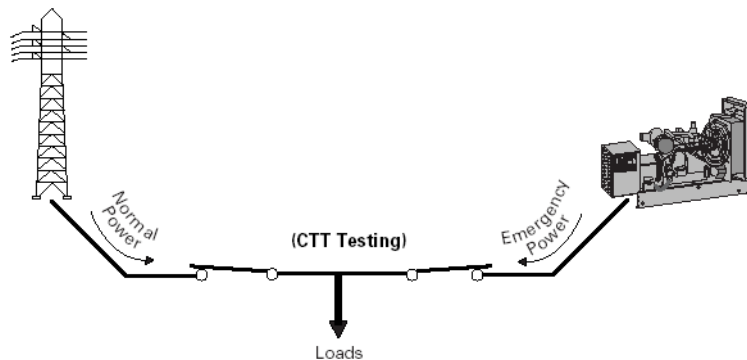 Normal
Power
(CTT Testing)
Emergency
Power
Loads